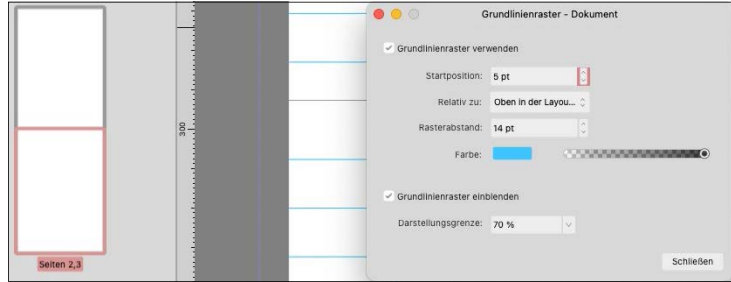 Grundlinienraster – Dokument
Grundlinienraster verwenden
Startposition: 5 pt
Relativ zu: Oben in der Layou...
Rasterabstand: 14 pt
Farbe:
Grundlinienraster einblenden
Darstellungsgrenze: 70 %
Schließen
300
Seiten 2,3